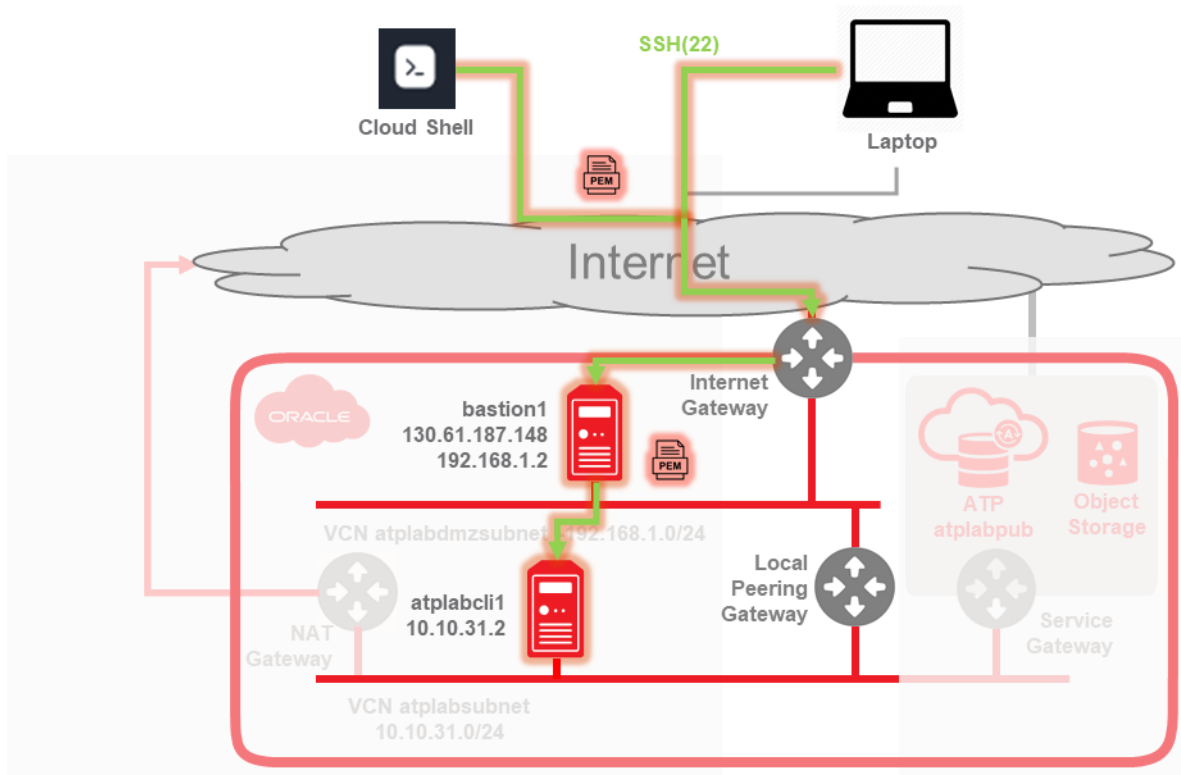 SSH(22)
Cloud Shell
Laptop
PEM
Internet
ORACLE
bastion1
130.61.187.148
192.168.1.2
PEM
Internet
Gateway
ATP
atplabpub
Object
Storage
VCN atplabdmzsubnet - 192.168.1.0/24
atplabcli1
10.10.31.2
Local
Peering
Gateway
NAT
Gateway
Service
Gateway
VCN atplabsubnet
10.10.31.0/24